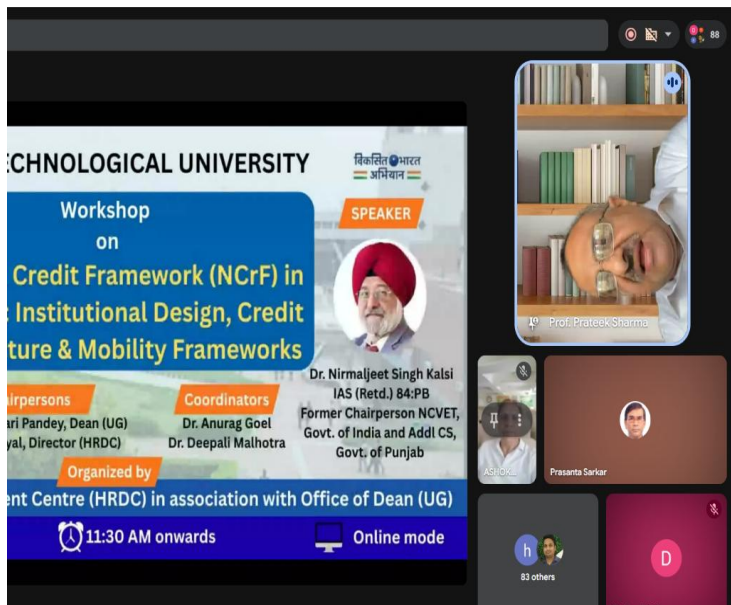 88
ECHNOLOGICAL UNIVERSITY
विकसित भारत
अभियान
Workshop
on
Credit Framework (NCrF) in
: Institutional Design, Credit
ture & Mobility Frameworks
SPEAKER
Dr. Nirmaljeet Singh Kalsi
IAS (Retd.) 84:PB
Former Chairperson NCVET,
Govt. of India and Addl CS,
Govt. of Punjab
airpersons
ari Pandey, Dean (UG)
yal, Director (HRDC)
Coordinators
Dr. Anurag Goel
Dr. Deepali Malhotra
Organized by
ent Centre (HRDC) in association with Office of Dean (UG)
11:30 AM onwards
Online mode
Prof. Prateek Sharma
ASHOK...
Prasanta Sarkar
h
83 others
D